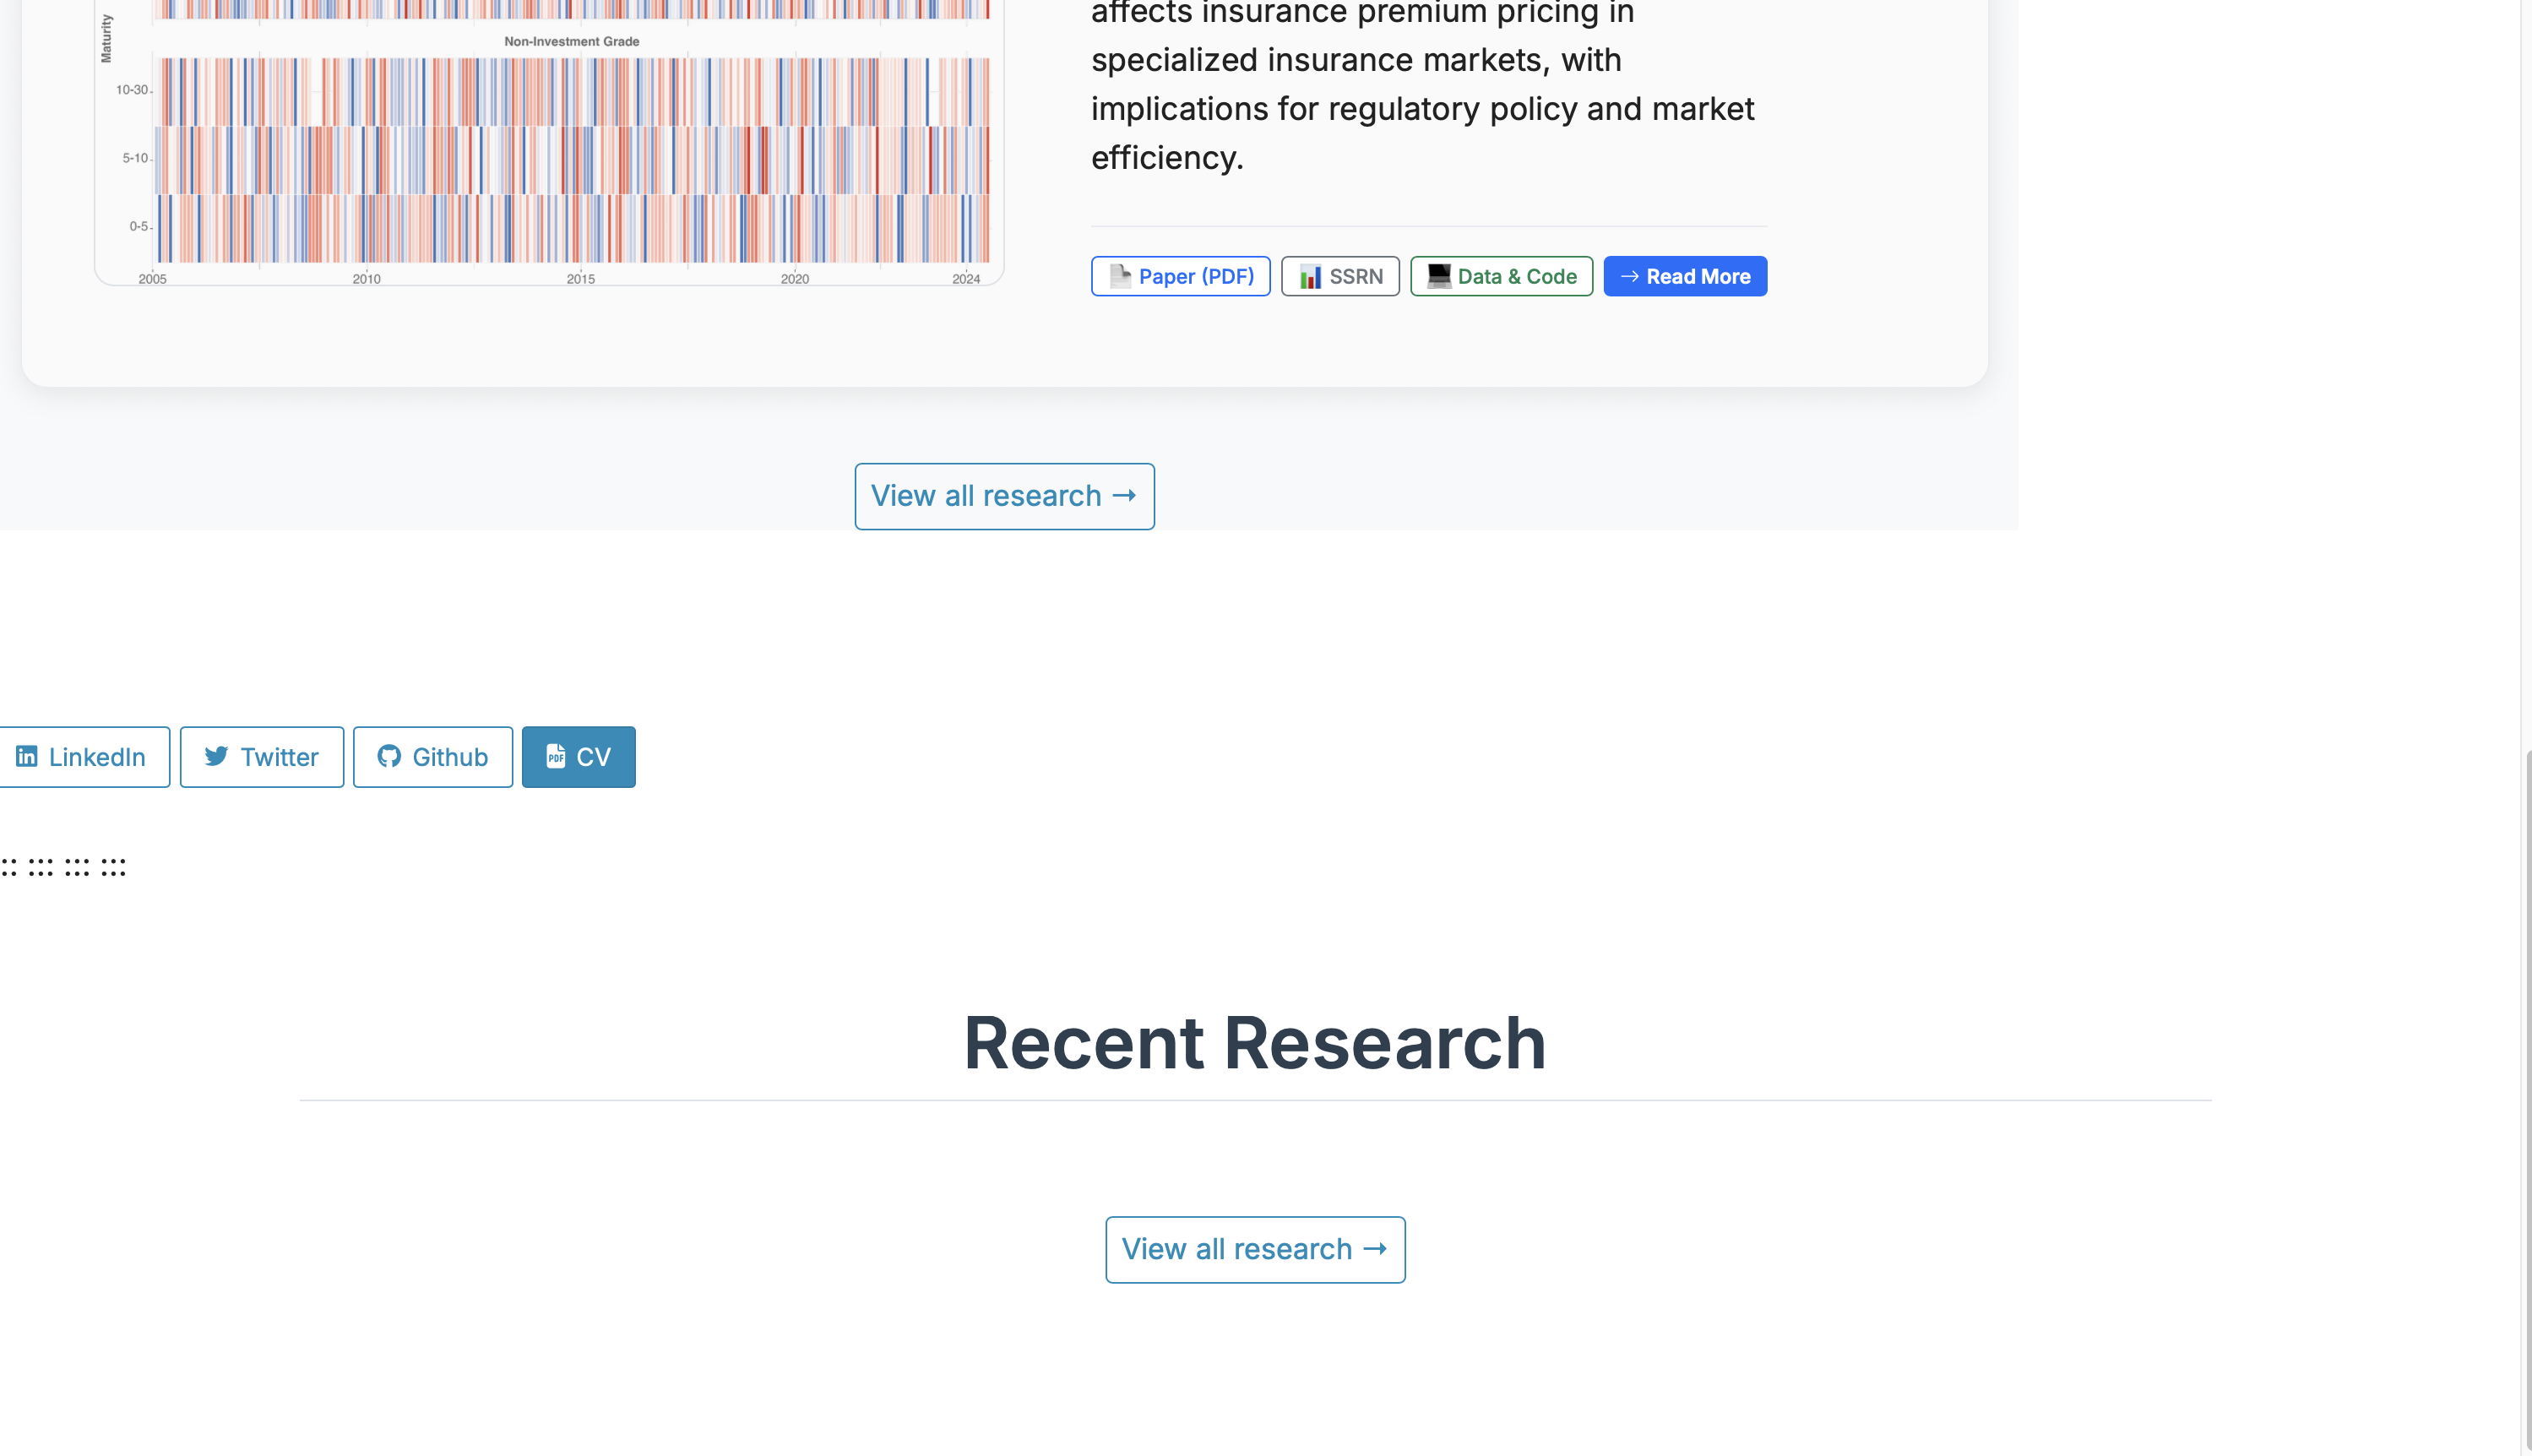 Maturity
Non-Investment Grade
10-30
5-10
0-5
2005 2010 2015 2020 2024
affects insurance premium pricing in
specialized insurance markets, with
implications for regulatory policy and market
efficiency.
Paper (PDF) SSRN Data & Code → Read More
View all research →
LinkedIn Twitter Github PDF CV
:: ::: ::: :::
Recent Research
View all research →